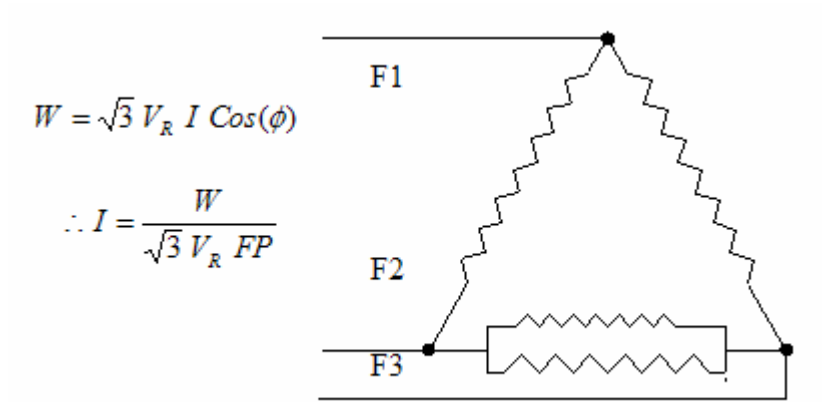 F1
W = √3 V_R I Cos(ϕ)
∴ I = W / (√3 V_R FP)
F2
F3